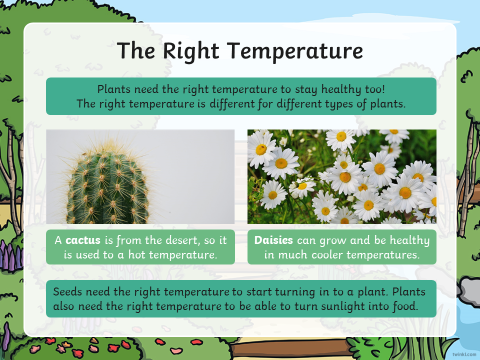 The Right Temperature
Plants need the right temperature to stay healthy too!
The right temperature is different for different types of plants.
A cactus is from the desert, so it
is used to a hot temperature.
Daisies can grow and be healthy
in much cooler temperatures.
Seeds need the right temperature to start turning in to a plant. Plants
also need the right temperature to be able to turn sunlight into food.
twinkl.com